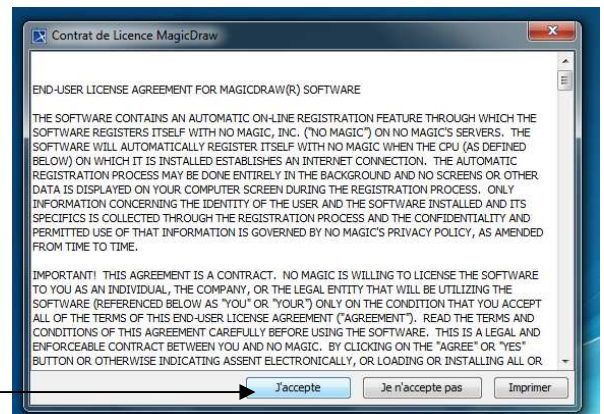 Contrat de Licence MagicDraw
END-USER LICENSE AGREEMENT FOR MAGICDRAW(R) SOFTWARE
THE SOFTWARE CONTAINS AN AUTOMATIC ON-LINE REGISTRATION FEATURE THROUGH WHICH THE
SOFTWARE REGISTERS ITSELF WITH NO MAGIC, INC. ("NO MAGIC") ON NO MAGIC'S SERVERS. THE
SOFTWARE WILL AUTOMATICALLY REGISTER ITSELF WITH NO MAGIC WHEN THE CPU (AS DEFINED
BELOW) ON WHICH IT IS INSTALLED ESTABLISHES AN INTERNET CONNECTION. THE AUTOMATIC
REGISTRATION PROCESS MAY BE DONE ENTIRELY IN THE BACKGROUND AND NO SCREENS OR OTHER
DATA IS DISPLAYED ON YOUR COMPUTER SCREEN DURING THE REGISTRATION PROCESS. ONLY
INFORMATION CONCERNING THE IDENTITY OF THE USER AND THE SOFTWARE INSTALLED AND ITS
SPECIFICS IS COLLECTED THROUGH THE REGISTRATION PROCESS AND THE CONFIDENTIALITY AND
PERMITTED USE OF THAT INFORMATION IS GOVERNED BY NO MAGIC'S PRIVACY POLICY, AS AMENDED
FROM TIME TO TIME.
IMPORTANT! THIS AGREEMENT IS A CONTRACT. NO MAGIC IS WILLING TO LICENSE THE SOFTWARE
TO YOU AS AN INDIVIDUAL, THE COMPANY, OR THE LEGAL ENTITY THAT WILL BE UTILIZING THE
SOFTWARE (REFERENCED BELOW AS "YOU" OR "YOUR") ONLY ON THE CONDITION THAT YOU ACCEPT
ALL OF THE TERMS OF THIS END-USER LICENSE AGREEMENT ("AGREEMENT"). READ THE TERMS AND
CONDITIONS OF THIS AGREEMENT CAREFULLY BEFORE USING THE SOFTWARE. THIS IS A LEGAL AND
ENFORCEABLE CONTRACT BETWEEN YOU AND NO MAGIC. BY CLICKING ON THE "AGREE" OR "YES"
BUTTON OR OTHERWISE INDICATING ASSENT ELECTRONICALLY, OR LOADING OR INSTALLING ALL OR
J'accepte Je n'accepte pas Imprimer